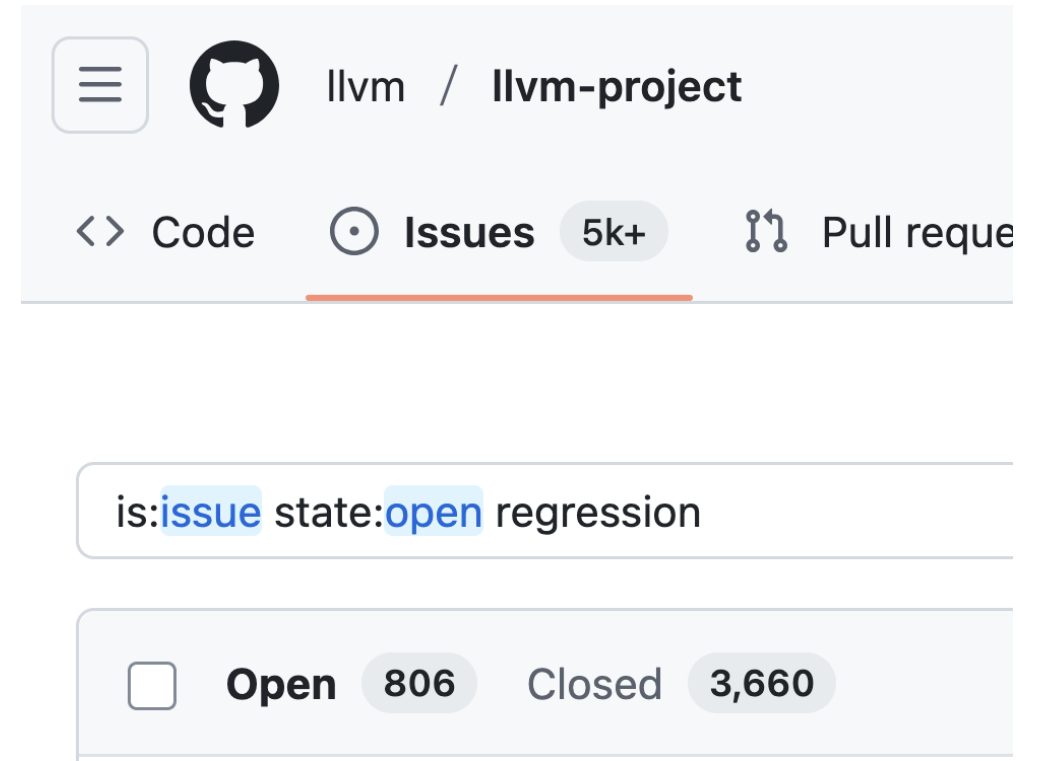 llvm / llvm-project
Code Issues 5k+ Pull reque
is:issue state:open regression
Open 806 Closed 3,660